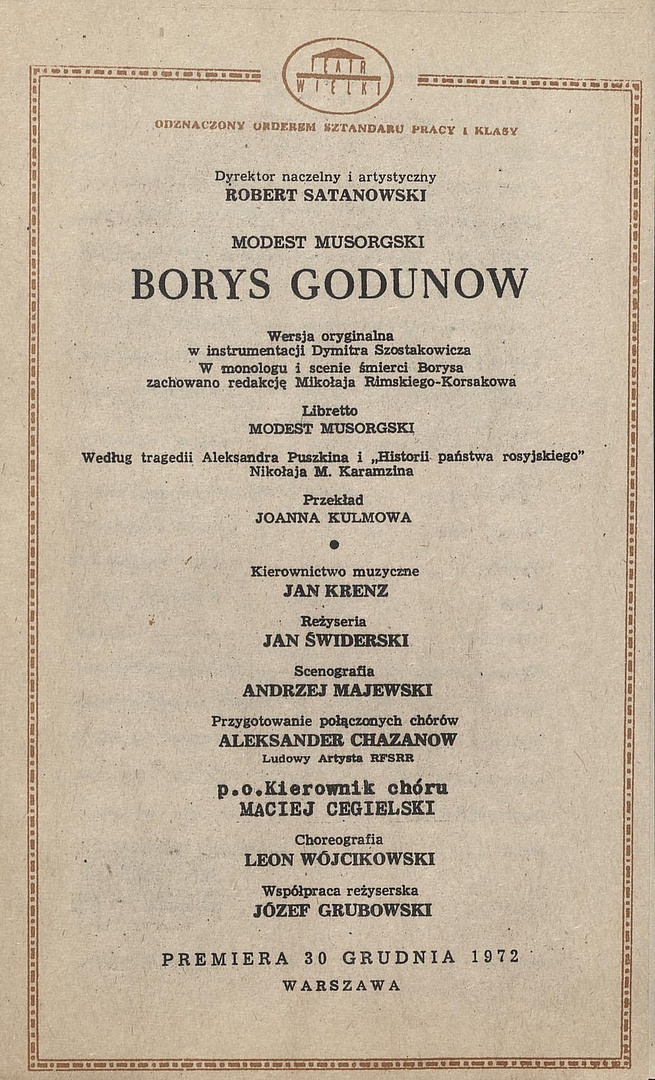 TEATR
WIELKI
ODZNACZONY ORDEREM SZTANDARU PRACY I KLASY
Dyrektor naczelny i artystyczny
ROBERT SATANOWSKI
MODEST MUSORGSKI
BORYS GODUNOW
Wersja oryginalna
w instrumentacji Dymitra Szostakowicza
W monologu i scenie śmierci Borysa
zachowano redakcję Mikołaja Rimskiego-Korsakowa
Libretto
MODEST MUSORGSKI
Według tragedii Aleksandra Puszkina i „Historii państwa rosyjskiego”
Nikołaja M. Karamzina
Przekład
JOANNA KULMOWA
●
Kierownictwo muzyczne
JAN KRENZ
Reżyseria
JAN ŚWIDERSKI
Scenografia
ANDRZEJ MAJEWSKI
Przygotowanie połączonych chórów
ALEKSANDER CHAZANOW
Ludowy Artysta RFSRR
p.o.Kierownik chóru
MACIEJ CEGIELSKI
Choreografia
LEON WÓJCIKOWSKI
Współpraca reżyserska
JÓZEF GRUBOWSKI
PREMIERA 30 GRUDNIA 1972
WARSZAWA